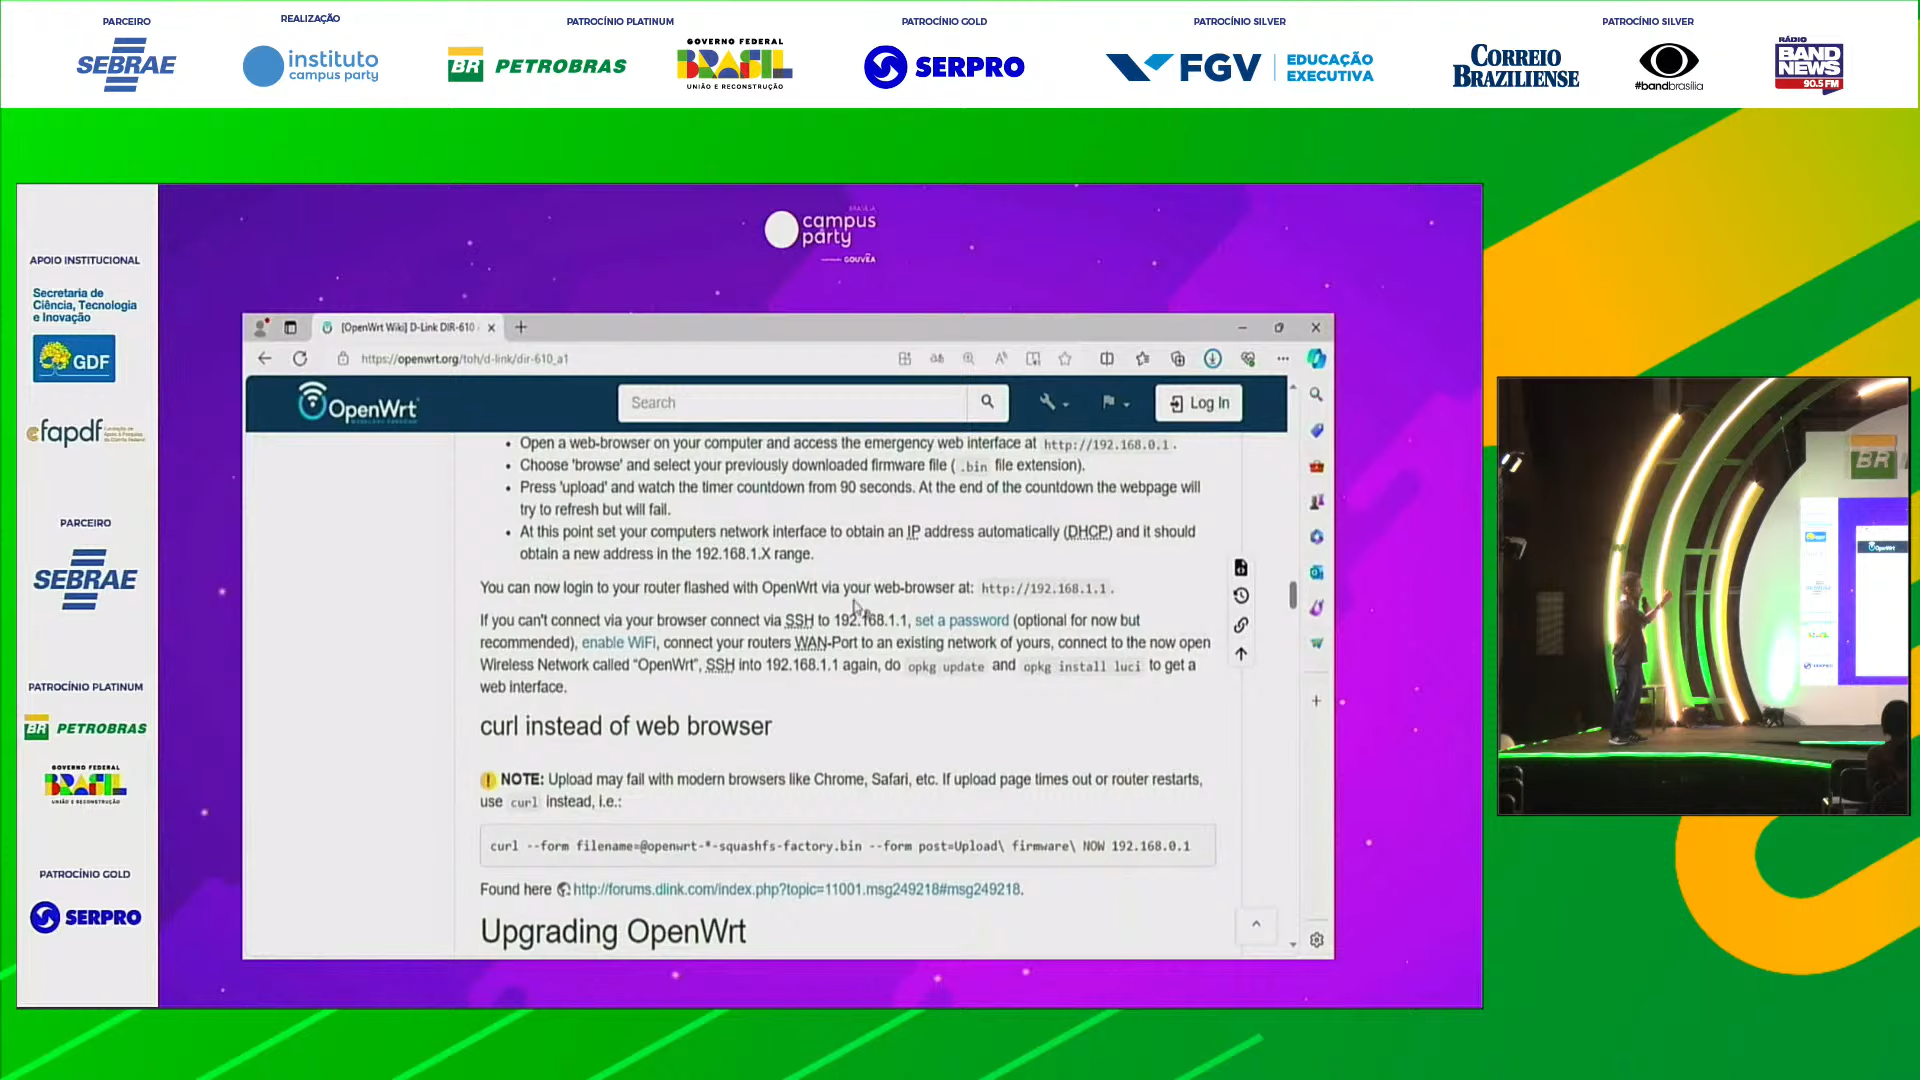 PARCEIRO
SEBRAE
REALIZAÇÃO
instituto
campus party
PATROCÍNIO PLATINUM
BR PETROBRAS
GOVERNO FEDERAL
BRASIL
UNIÃO E RECONSTRUÇÃO
PATROCÍNIO GOLD
SERPRO
PATROCÍNIO SILVER
FGV
EDUCAÇÃO
EXECUTIVA
PATROCÍNIO SILVER
CORREIO
BRAZILIENSE
#bandbrasília
RÁDIO
BAND
NEWS
90.5 FM
APOIO INSTITUCIONAL
Secretaria de
Ciência, Tecnologia
e Inovação
GDF
fapdf
PARCEIRO
SEBRAE
PATROCÍNIO PLATINUM
BR PETROBRAS
GOVERNO FEDERAL
BRASIL
UNIÃO E RECONSTRUÇÃO
PATROCÍNIO GOLD
SERPRO
BRASÍLIA
campus
party
GOUVÊA
[OpenWrt Wiki] D-Link DIR-610
https://openwrt.org/toh/d-link/dir-610_a1
OpenWrt
Search
Log In
• Open a web-browser on your computer and access the emergency web interface at http://192.168.0.1 .
• Choose 'browse' and select your previously downloaded firmware file ( .bin file extension).
• Press 'upload' and watch the timer countdown from 90 seconds. At the end of the countdown the webpage will
try to refresh but will fail.
• At this point set your computers network interface to obtain an IP address automatically (DHCP) and it should
obtain a new address in the 192.168.1.X range.
You can now login to your router flashed with OpenWrt via your web-browser at: http://192.168.1.1 .
If you can't connect via your browser connect via SSH to 192.168.1.1, set a password (optional for now but
recommended), enable WiFi, connect your routers WAN-Port to an existing network of yours, connect to the now open
Wireless Network called “OpenWrt”, SSH into 192.168.1.1 again, do opkg update and opkg install luci to get a
web interface.
curl instead of web browser
NOTE: Upload may fail with modern browsers like Chrome, Safari, etc. If upload page times out or router restarts,
use curl instead, i.e.:
curl --form filename=@openwrt-*-squashfs-factory.bin --form post=Upload\ firmware\ NOW 192.168.0.1
Found here http://forums.dlink.com/index.php?topic=11001.msg249218#msg249218.
Upgrading OpenWrt
BR
OpenWrt